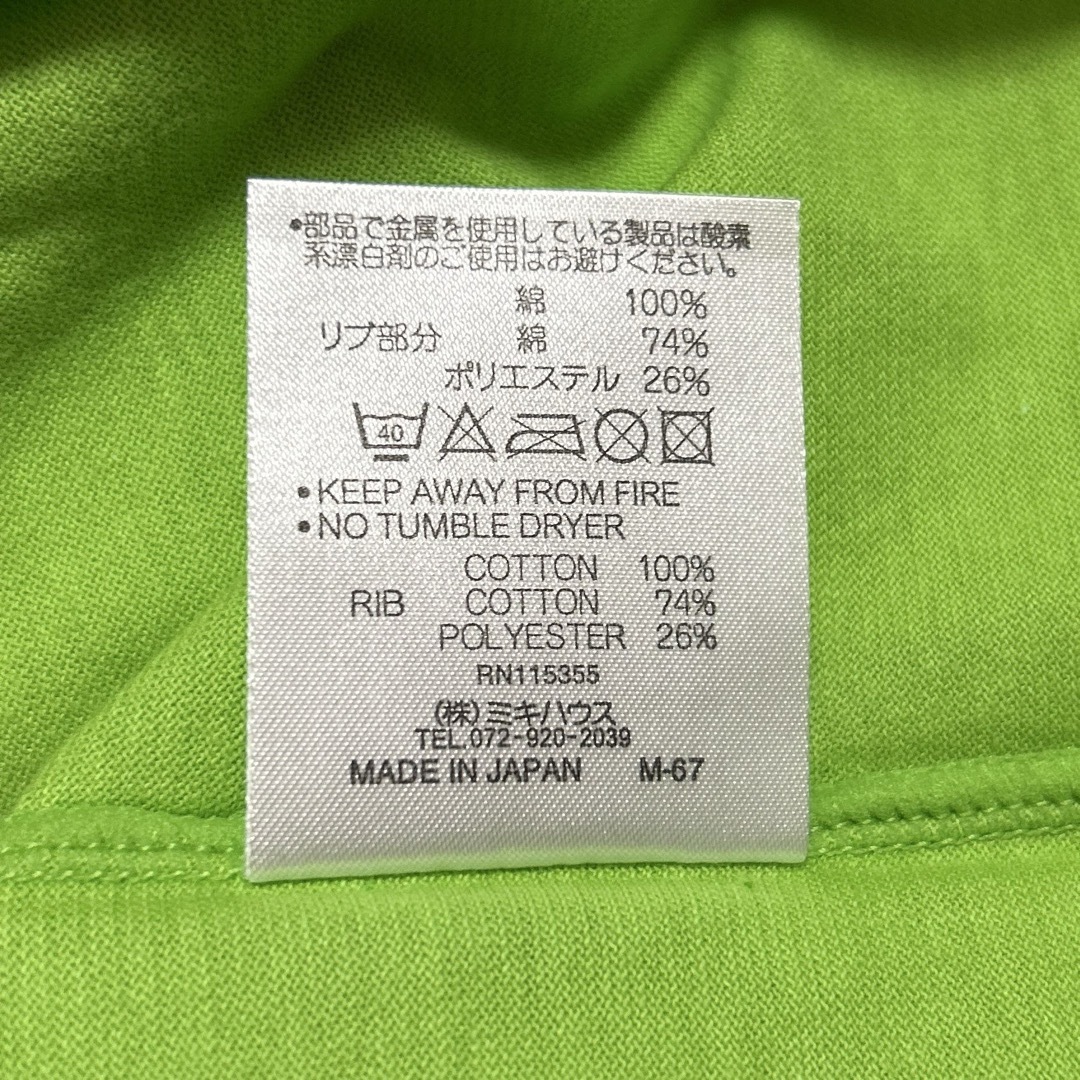 •部品で金属を使用している製品は酸素
系漂白剤のご使用はお避けください。
綿 100%
リブ部分 綿 74%
ポリエステル 26%
40
•KEEP AWAY FROM FIRE
•NO TUMBLE DRYER
COTTON 100%
RIB COTTON 74%
POLYESTER 26%
RN115355
(株)ミキハウス
TEL.072-920-2039
MADE IN JAPAN M-67